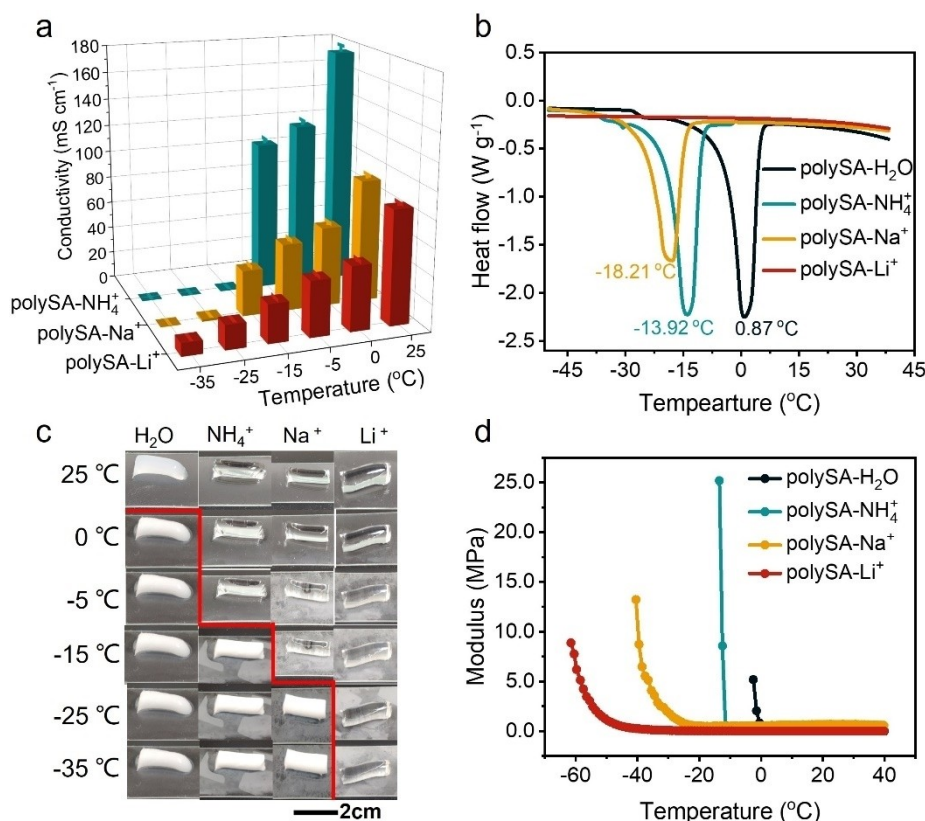 a
Conductivity (mS cm⁻¹)
180
160
140
120
100
80
60
40
20
0
polySA-NH₄⁺
polySA-Na⁺
polySA-Li⁺
-35
-25
-15
-5
0
25
Temperature (°C)
b
Heat flow (W g⁻¹)
0.5
0.0
-0.5
-1.0
-1.5
-2.0
-2.5
polySA-H₂O
polySA-NH₄⁺
polySA-Na⁺
polySA-Li⁺
-18.21 °C
-13.92 °C
0.87 °C
-45 -30 -15 0 15 30 45
Tempearture (°C)
c
H₂O NH₄⁺ Na⁺ Li⁺
25 ℃
0 ℃
-5 ℃
-15 ℃
-25 ℃
-35 ℃
2cm
d
Modulus (MPa)
25.0
20.0
15.0
10.0
5.0
0.0
polySA-H₂O
polySA-NH₄⁺
polySA-Na⁺
polySA-Li⁺
-60 -40 -20 0 20 40
Temperature (°C)